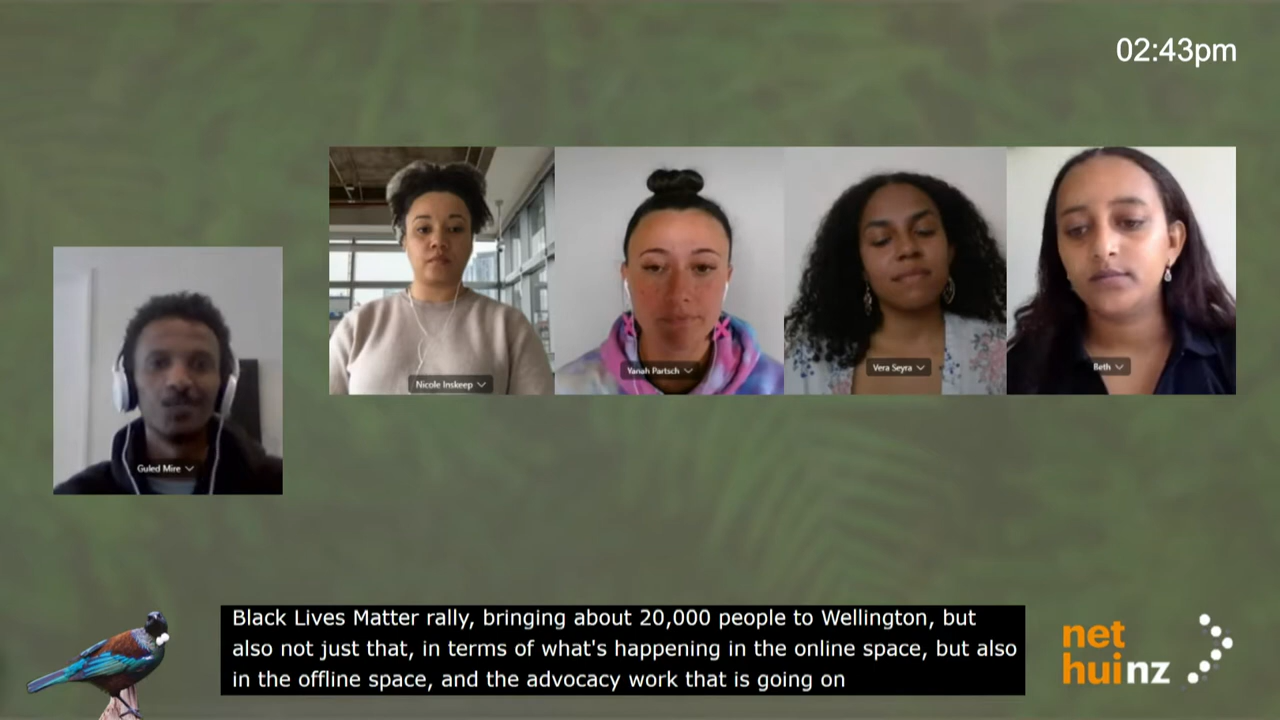 02:43pm
Nicole Inskeep
Yanah Partsch
Vera Seyra
Beth
Guled Mire
Black Lives Matter rally, bringing about 20,000 people to Wellington, but
also not just that, in terms of what's happening in the online space, but also
in the offline space, and the advocacy work that is going on
net
huinz